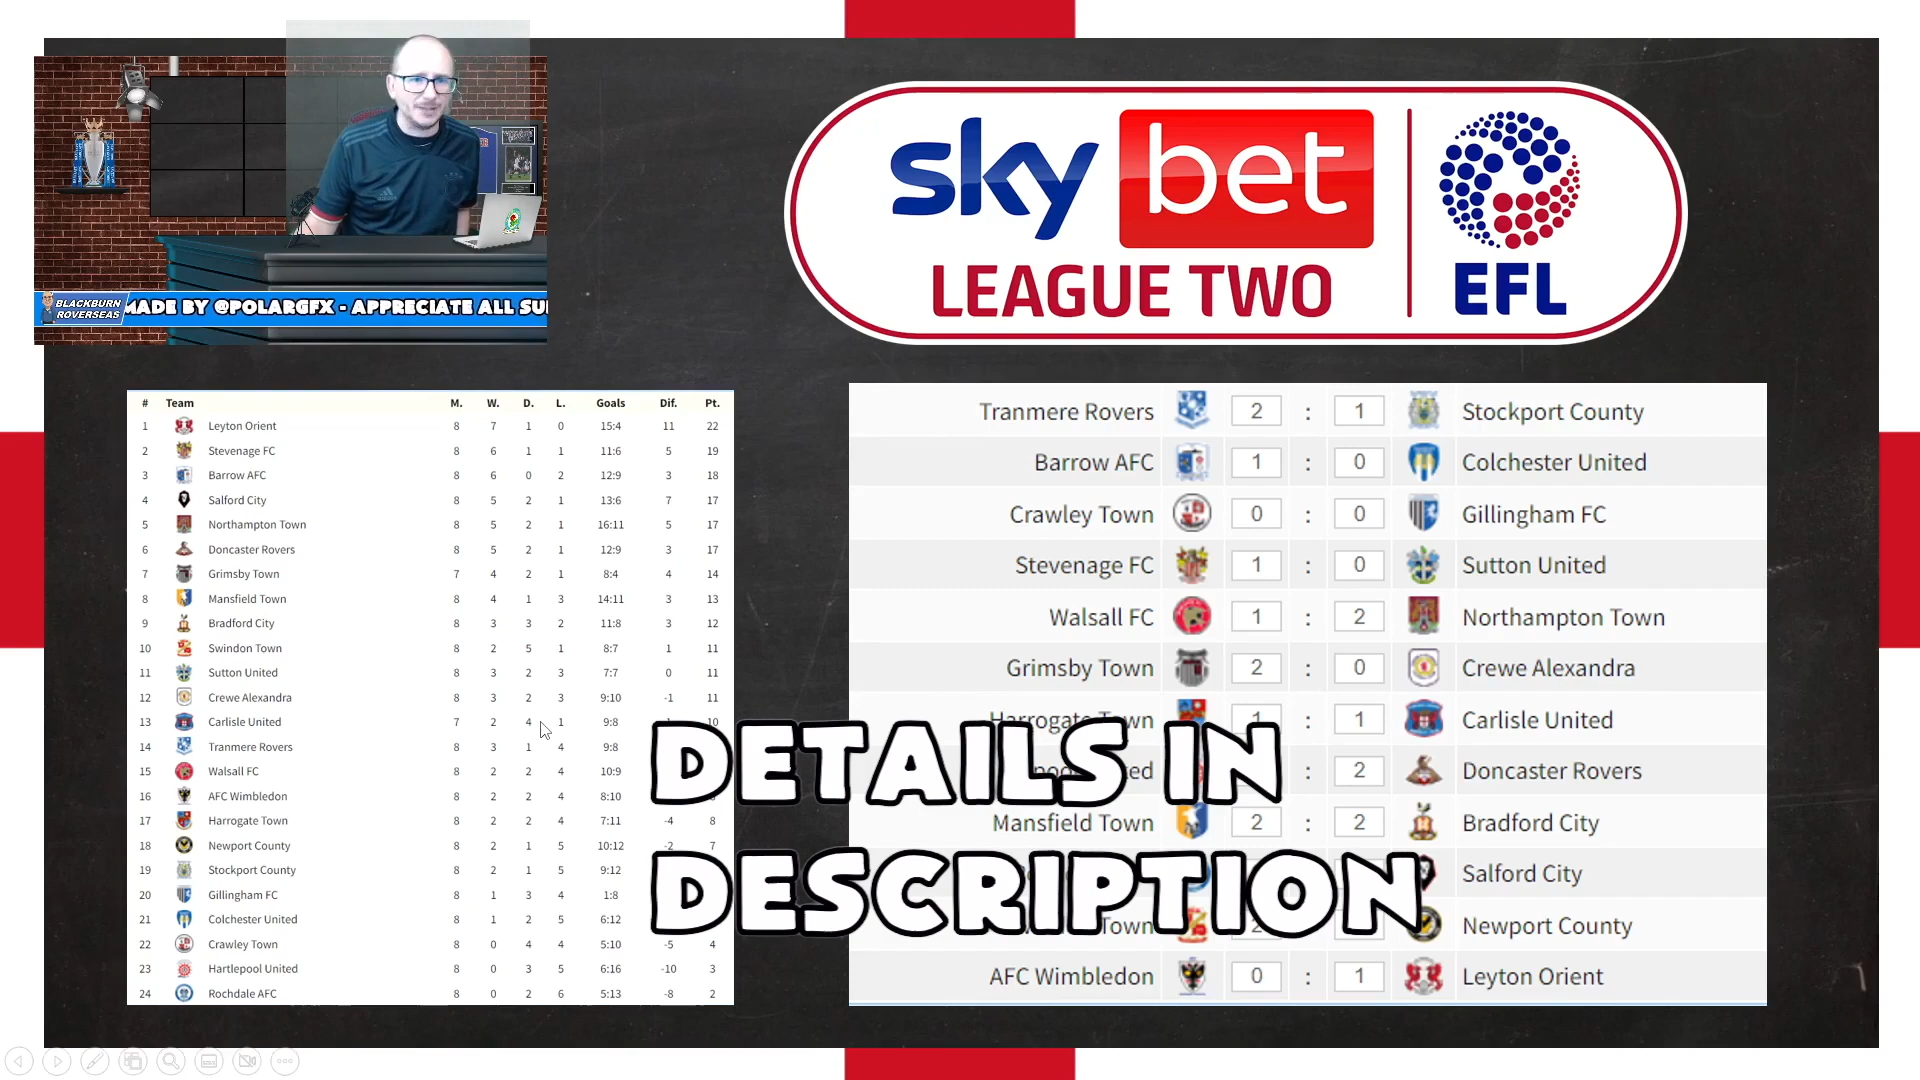 sky bet
LEAGUE TWO
EFL
BLACKBURN
ROVERSEAS
MADE BY @POLARGFX - APPRECIATE ALL SU
# Team M. W. D. L. Goals Dif. Pt.
1 Leyton Orient 8 7 1 0 15:4 11 22
2 Stevenage FC 8 6 1 1 11:6 5 19
3 Barrow AFC 8 6 0 2 12:9 3 18
4 Salford City 8 5 2 1 13:6 7 17
5 Northampton Town 8 5 2 1 16:11 5 17
6 Doncaster Rovers 8 5 2 1 12:9 3 17
7 Grimsby Town 7 4 2 1 8:4 4 14
8 Mansfield Town 8 4 1 3 14:11 3 13
9 Bradford City 8 3 3 2 11:8 3 12
10 Swindon Town 8 2 5 1 8:7 1 11
11 Sutton United 8 3 2 3 7:7 0 11
12 Crewe Alexandra 8 3 2 3 9:10 -1 11
13 Carlisle United 7 2 4 1 9:8 10
14 Tranmere Rovers 8 3 1 4 9:8
15 Walsall FC 8 2 2 4 10:9
16 AFC Wimbledon 8 2 2 4 8:10
17 Harrogate Town 8 2 2 4 7:11 -4 8
18 Newport County 8 2 1 5 10:12 -2 7
19 Stockport County 8 2 1 5 9:12
20 Gillingham FC 8 1 3 4 1:8
21 Colchester United 8 1 2 5 6:12
22 Crawley Town 8 0 4 4 5:10 -5 4
23 Hartlepool United 8 0 3 5 6:16 -10 3
24 Rochdale AFC 8 0 2 6 5:13 -8 2
Tranmere Rovers 2 : 1 Stockport County
Barrow AFC 1 : 0 Colchester United
Crawley Town 0 : 0 Gillingham FC
Stevenage FC 1 : 0 Sutton United
Walsall FC 1 : 2 Northampton Town
Grimsby Town 2 : 0 Crewe Alexandra
Harrogate Town 1 : 1 Carlisle United
: 2 Doncaster Rovers
Mansfield Town 2 : 2 Bradford City
Salford City
Town 2 Newport County
AFC Wimbledon 0 : 1 Leyton Orient
DETAILS IN
DESCRIPTION